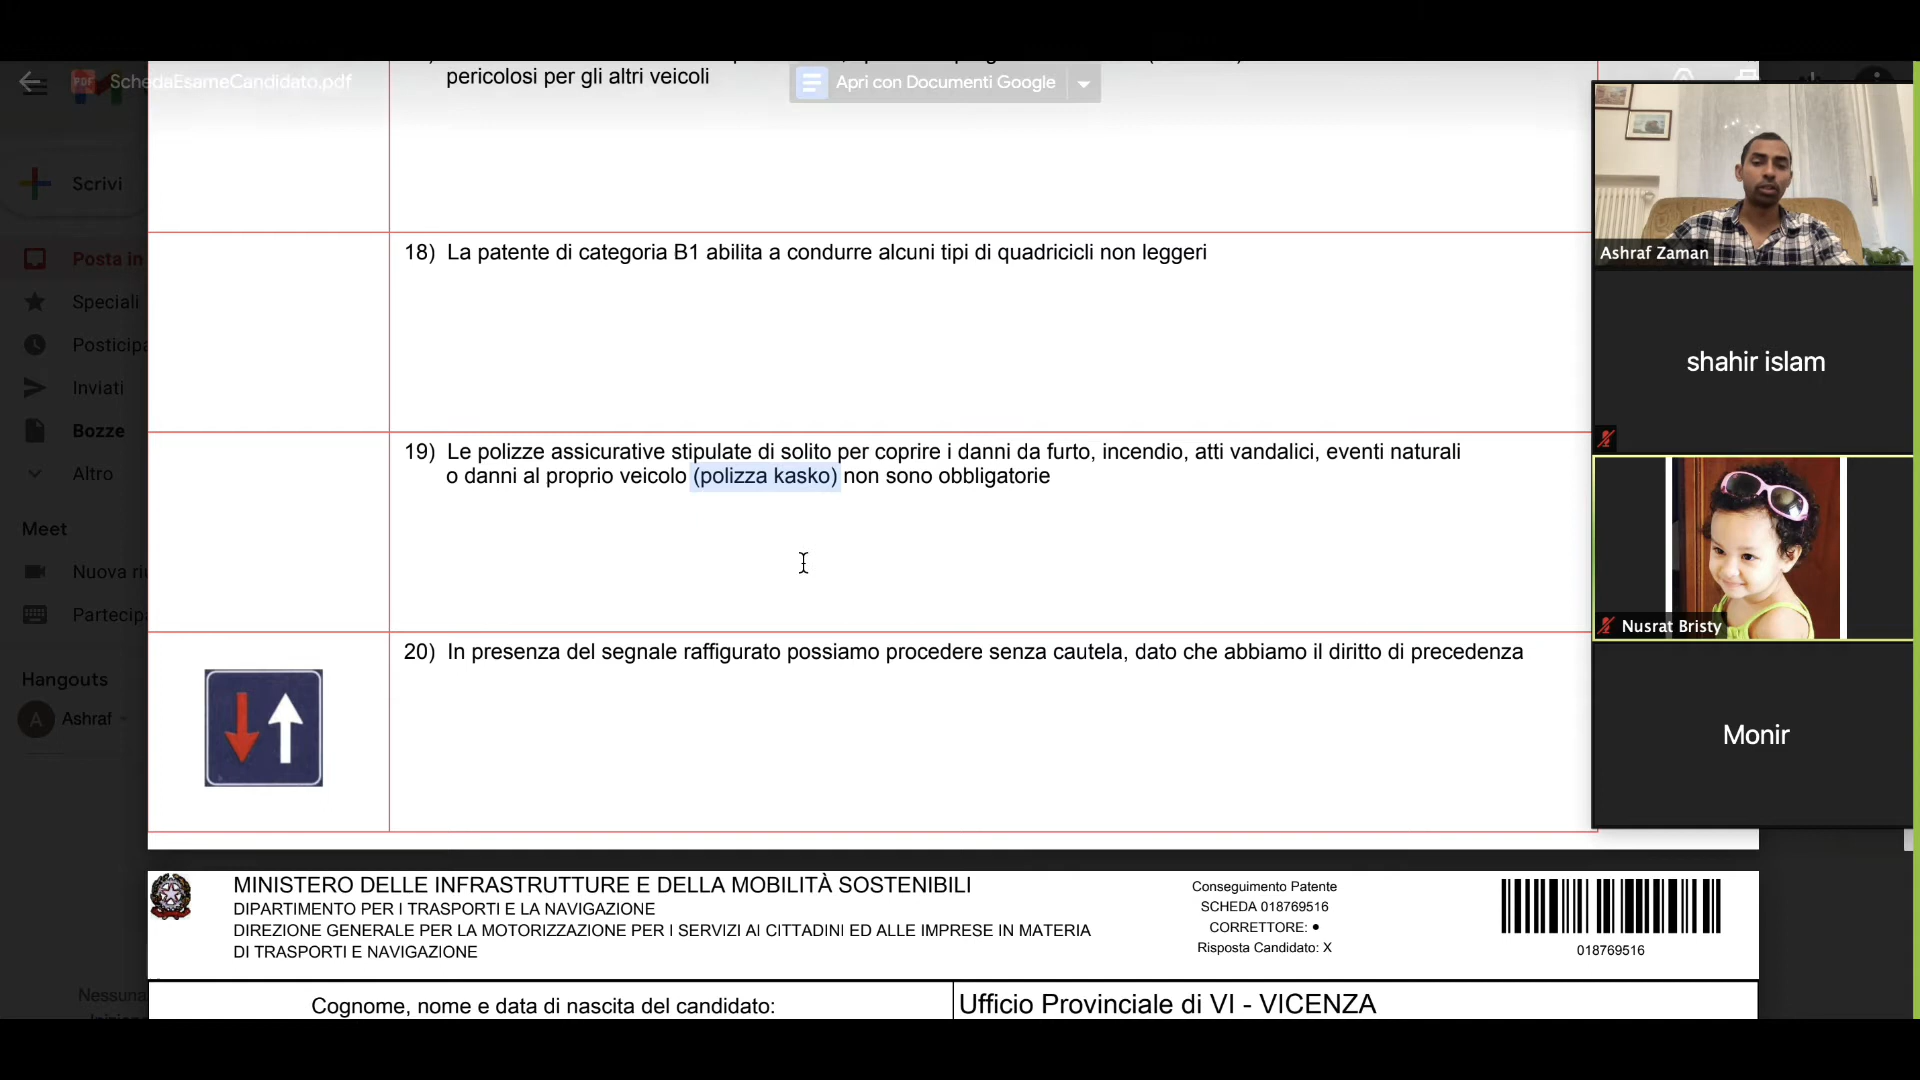 SchedaEsameCandidato.pdf
Apri con Documenti Google
pericolosi per gli altri veicoli
Scrivi
Posta in
Speciali
Posticipa
Inviati
Bozze
Altro
Meet
Nuova ri
Partecipa
Hangouts
A
Ashraf
Nessuna
18) La patente di categoria B1 abilita a condurre alcuni tipi di quadricicli non leggeri
19) Le polizze assicurative stipulate di solito per coprire i danni da furto, incendio, atti vandalici, eventi naturali
o danni al proprio veicolo (polizza kasko) non sono obbligatorie
20) In presenza del segnale raffigurato possiamo procedere senza cautela, dato che abbiamo il diritto di precedenza
MINISTERO DELLE INFRASTRUTTURE E DELLA MOBILITÀ SOSTENIBILI
DIPARTIMENTO PER I TRASPORTI E LA NAVIGAZIONE
DIREZIONE GENERALE PER LA MOTORIZZAZIONE PER I SERVIZI AI CITTADINI ED ALLE IMPRESE IN MATERIA
DI TRASPORTI E NAVIGAZIONE
Conseguimento Patente
SCHEDA 018769516
CORRETTORE: ●
Risposta Candidato: X
018769516
Cognome, nome e data di nascita del candidato:
Ufficio Provinciale di VI - VICENZA
Ashraf Zaman
shahir islam
Nusrat Bristy
Monir